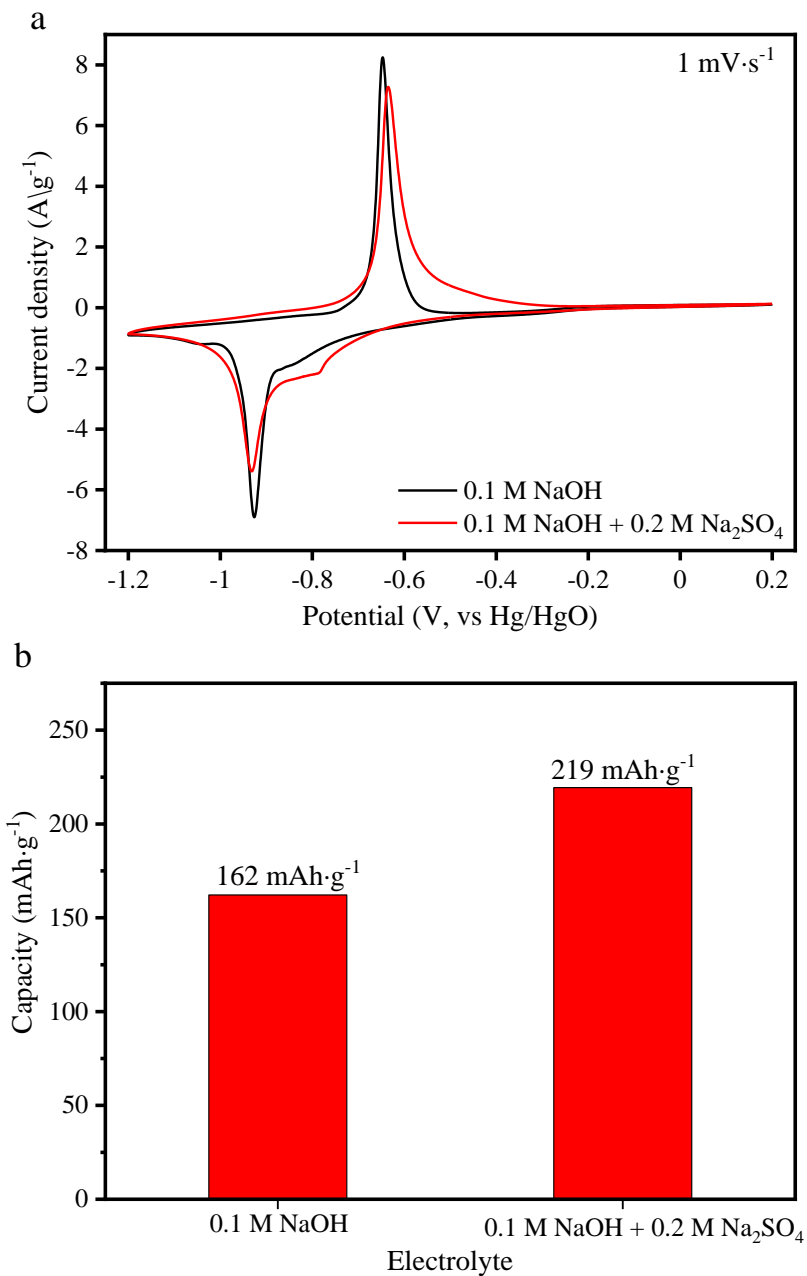 a
1 mV·s⁻¹
8
6
4
2
0
-2
-4
-6
-8
Current density (A\g⁻¹)
0.1 M NaOH
0.1 M NaOH + 0.2 M Na₂SO₄
-1.2 -1 -0.8 -0.6 -0.4 -0.2 0 0.2
Potential (V, vs Hg/HgO)
b
250
200
150
100
50
0
Capacity (mAh·g⁻¹)
219 mAh·g⁻¹
162 mAh·g⁻¹
0.1 M NaOH 0.1 M NaOH + 0.2 M Na₂SO₄
Electrolyte